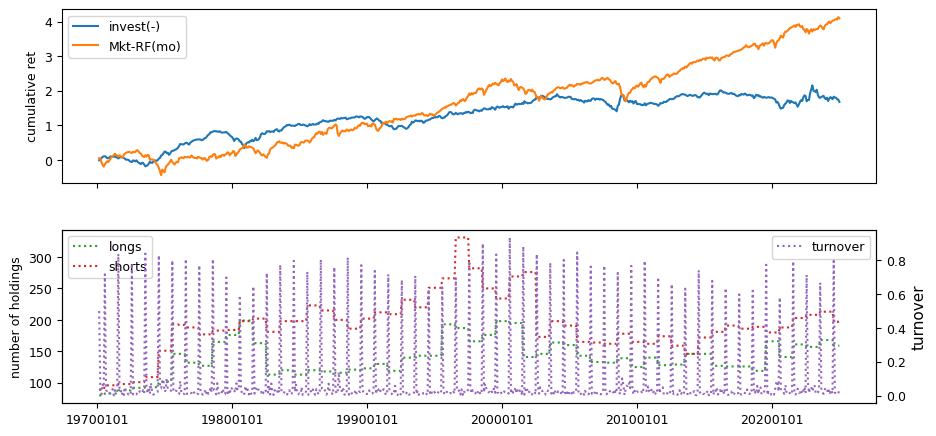 cumulative ret
4
3
2
1
0
invest(-)
Mkt-RF(mo)
number of holdings
300
250
200
150
100
longs
shorts
turnover
0.8
0.6
0.4
0.2
0.0
turnover
19700101 19800101 19900101 20000101 20100101 20200101